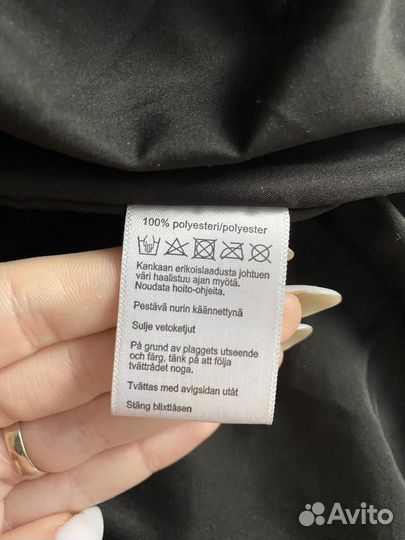 100% polyesteri/polyester
Kankaan erikoislaadusta johtuen
väri haalistuu ajan myötä.
Noudata hoito-ohjeita.
Pestävä nurin käännettynä
Sulje vetoketjut
På grund av plaggets utseende
och färg, tänk på att följa
tvättrådet noga.
Tvättas med avigsidan utåt
Stäng blixtlåsen
Avito